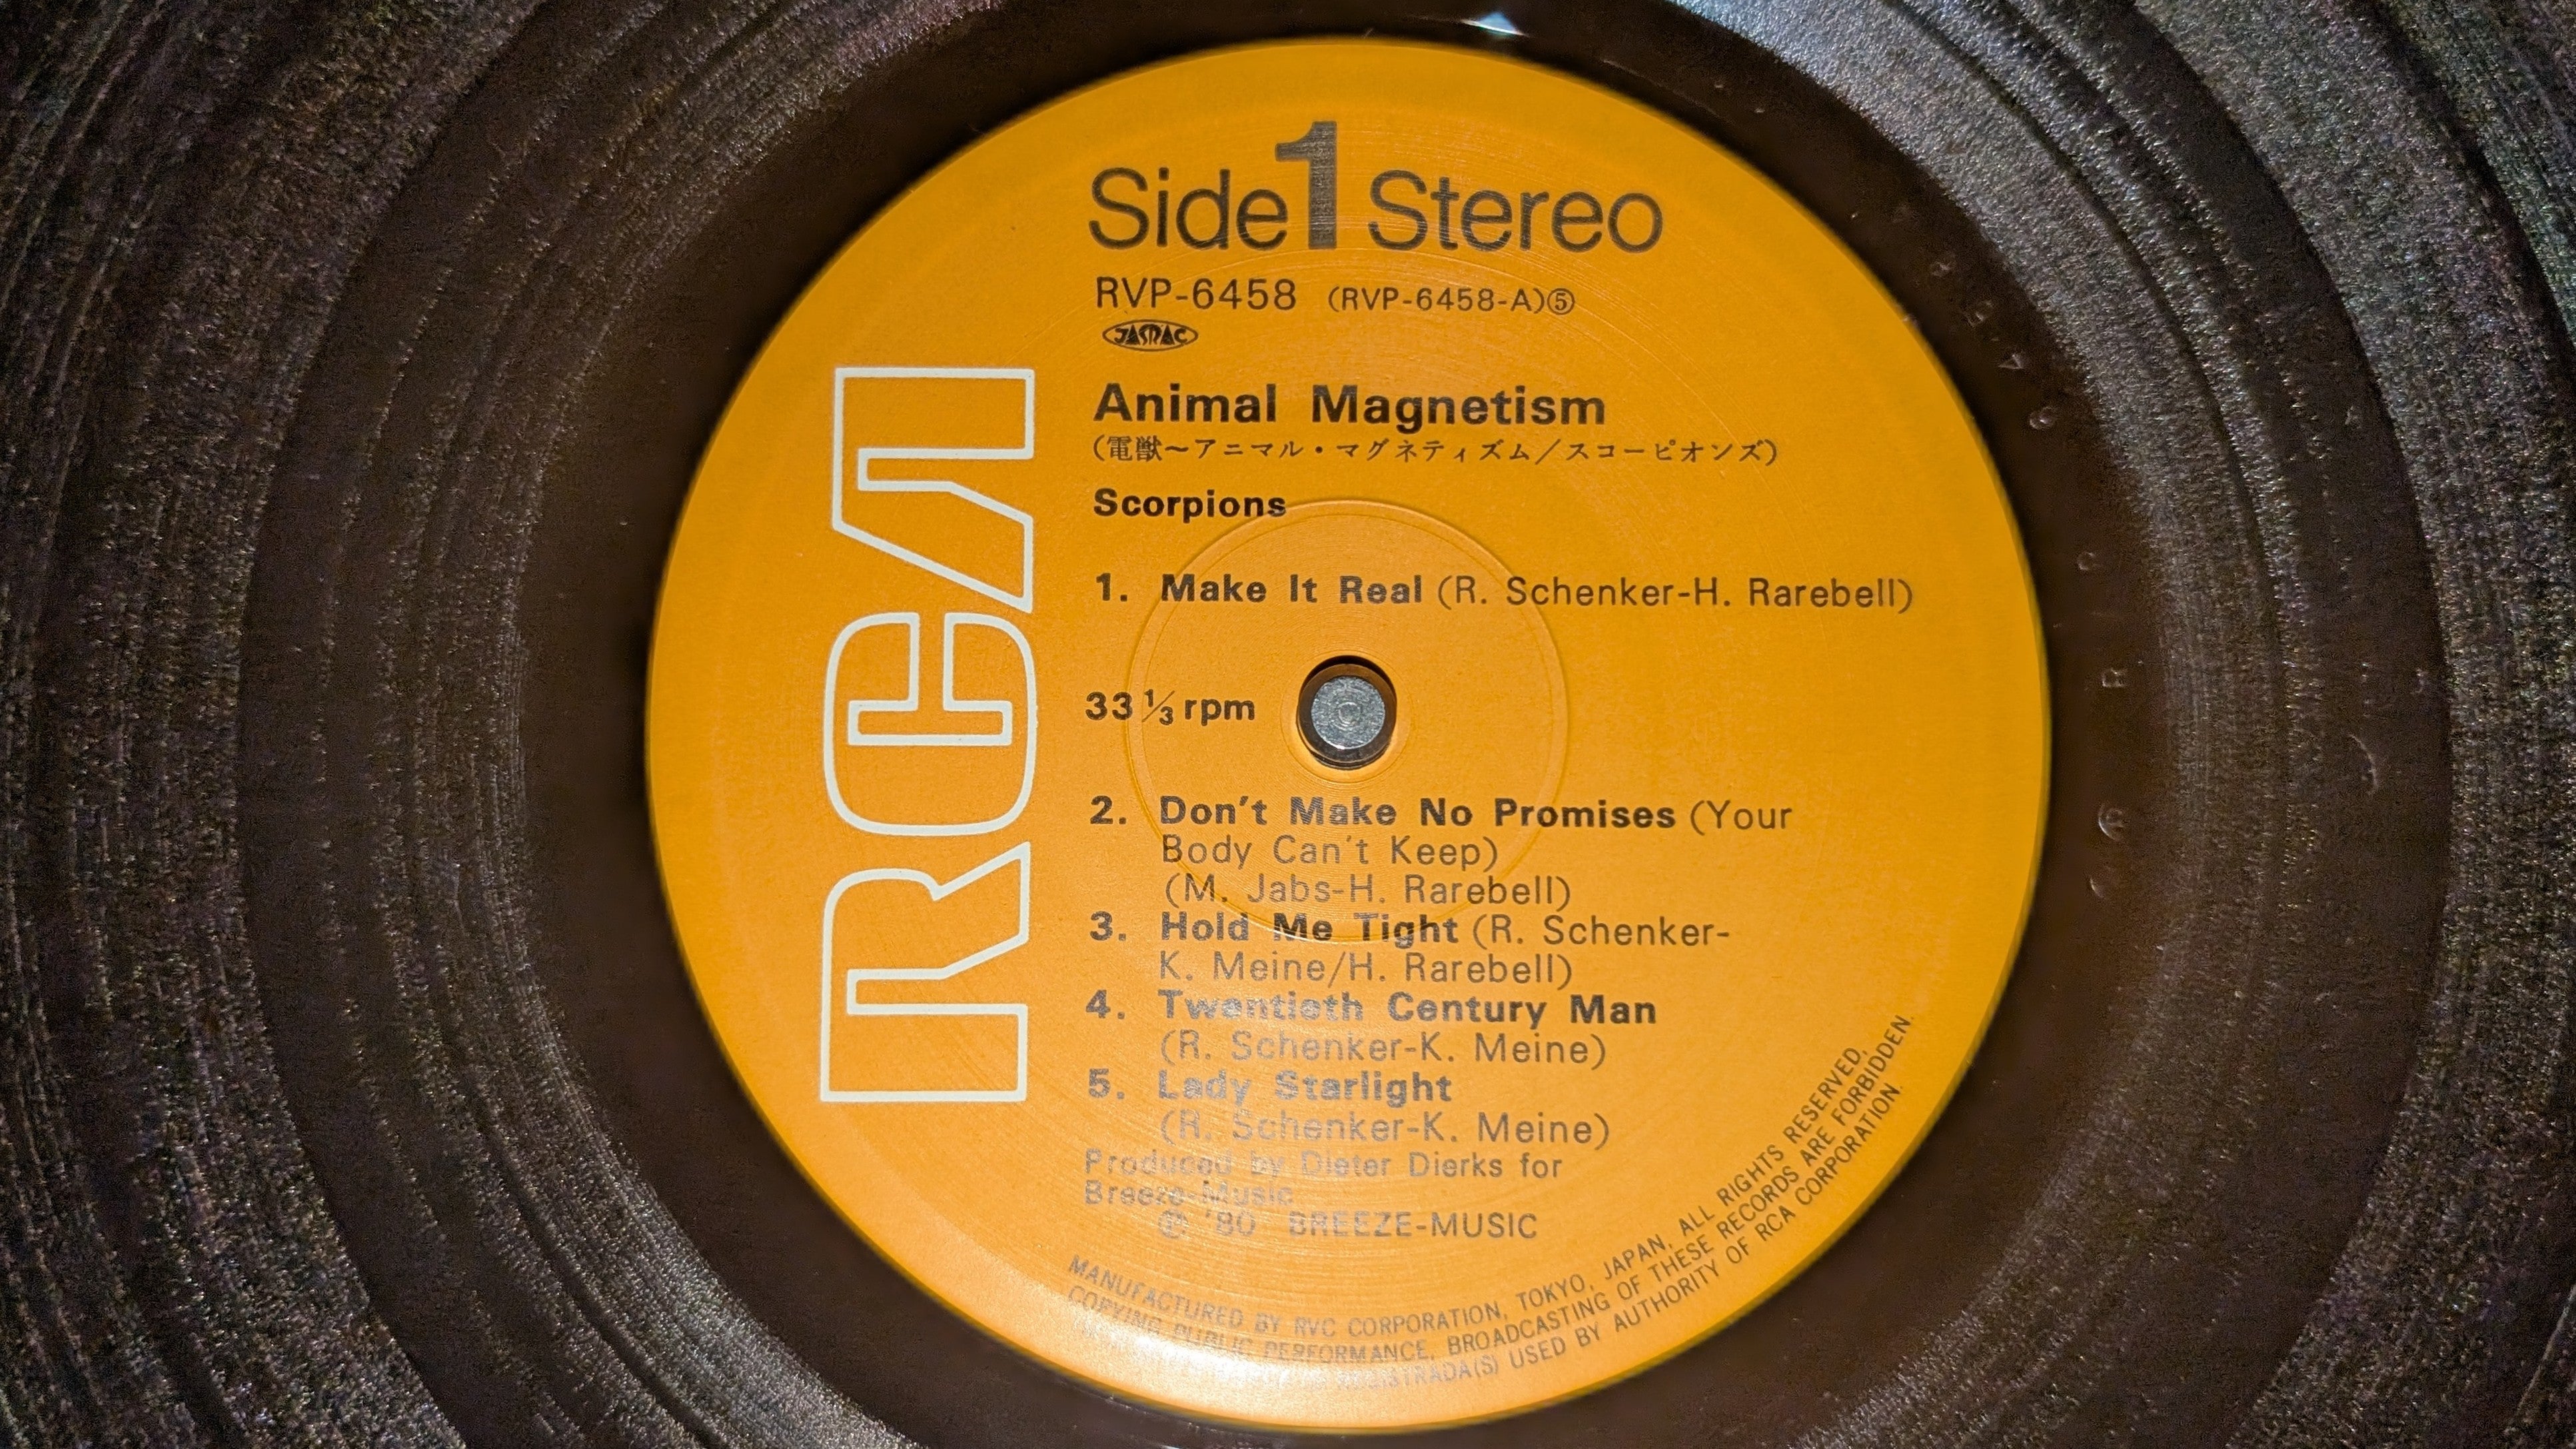 Side 1 Stereo
RVP-6458 (RVP-6458-A)⑤
JASRAC
Animal Magnetism
(電獣〜アニマル・マグネティズム/スコーピオンズ)
Scorpions
1. Make It Real (R. Schenker-H. Rarebell)
33 1/3 rpm
2. Don't Make No Promises (Your
Body Can't Keep)
(M. Jabs-H. Rarebell)
3. Hold Me Tight (R. Schenker-
K. Meine/H. Rarebell)
4. Twentieth Century Man
(R. Schenker-K. Meine)
5. Lady Starlight
(R. Schenker-K. Meine)
Produced by Dieter Dierks for
Breeze-Music
Ⓟ '80 BREEZE-MUSIC
RCA
MANUFACTURED BY RVC CORPORATION, TOKYO, JAPAN, ALL RIGHTS RESERVED.
COPYING PUBLIC PERFORMANCE, BROADCASTING OF THESE RECORDS ARE FORBIDDEN.
REGISTRADA(S) USED BY AUTHORITY OF RCA CORPORATION.